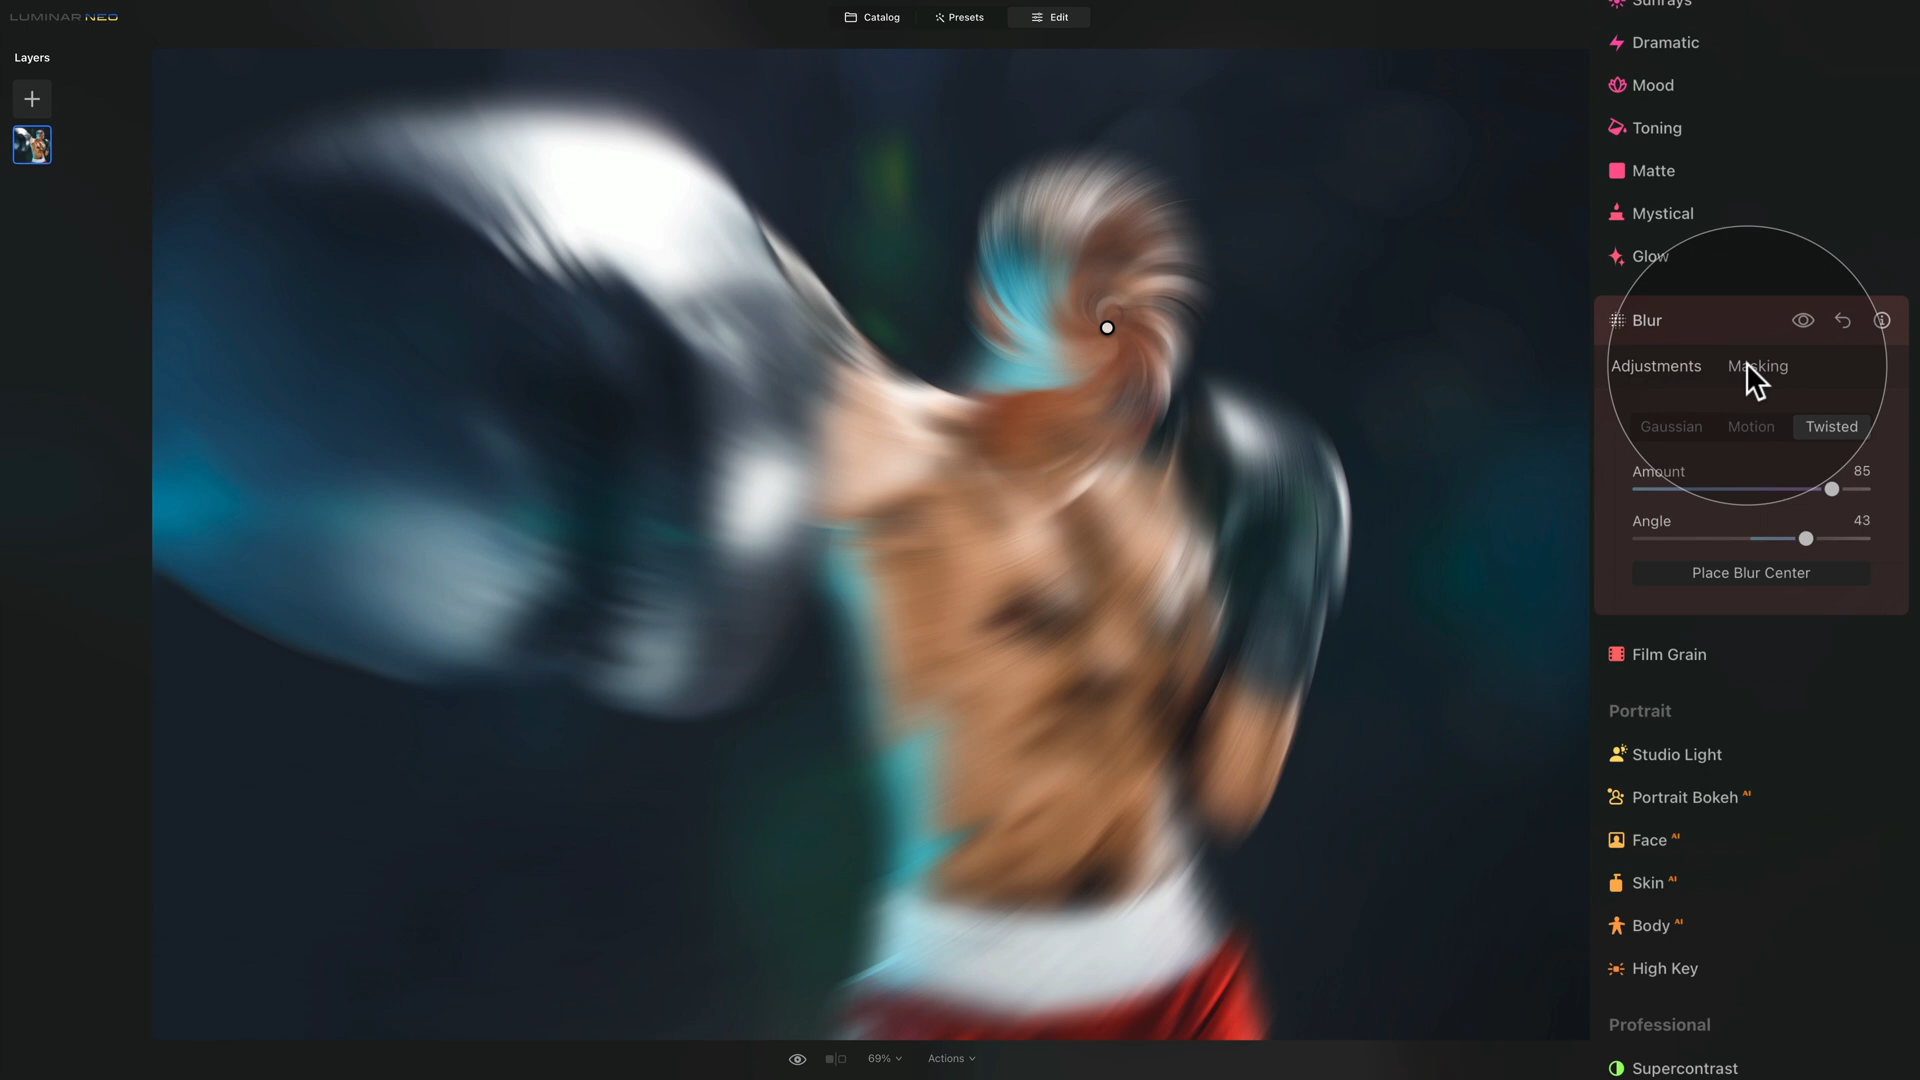 LUMINAR NEO
Catalog
Presets
Edit
Layers
Sunrays
Dramatic
Mood
Toning
Matte
Mystical
Glow
Blur
Adjustments
Masking
Gaussian
Motion
Twisted
Amount
85
Angle
43
Place Blur Center
Film Grain
Portrait
Studio Light
Portrait Bokeh AI
Face AI
Skin AI
Body AI
High Key
Professional
Supercontrast
69%
Actions